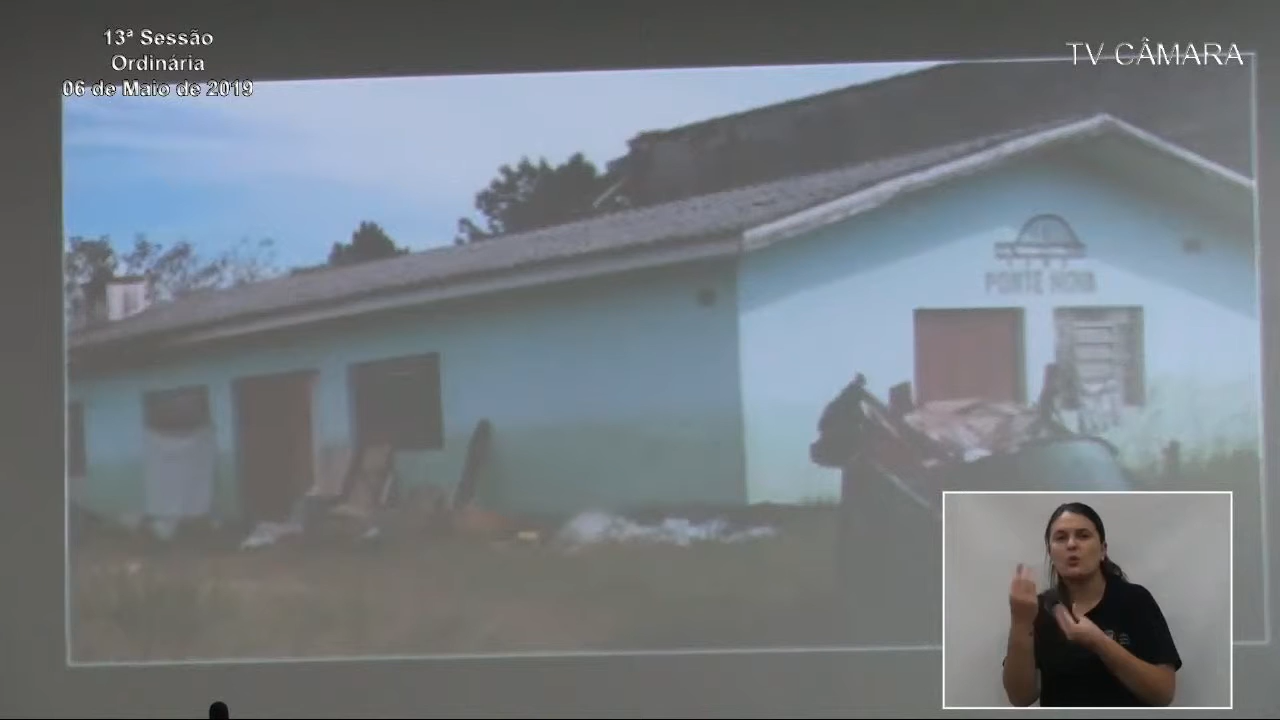 13ª Sessão
Ordinária
06 de Maio de 2019
TV CÂMARA
PONTE NOVA